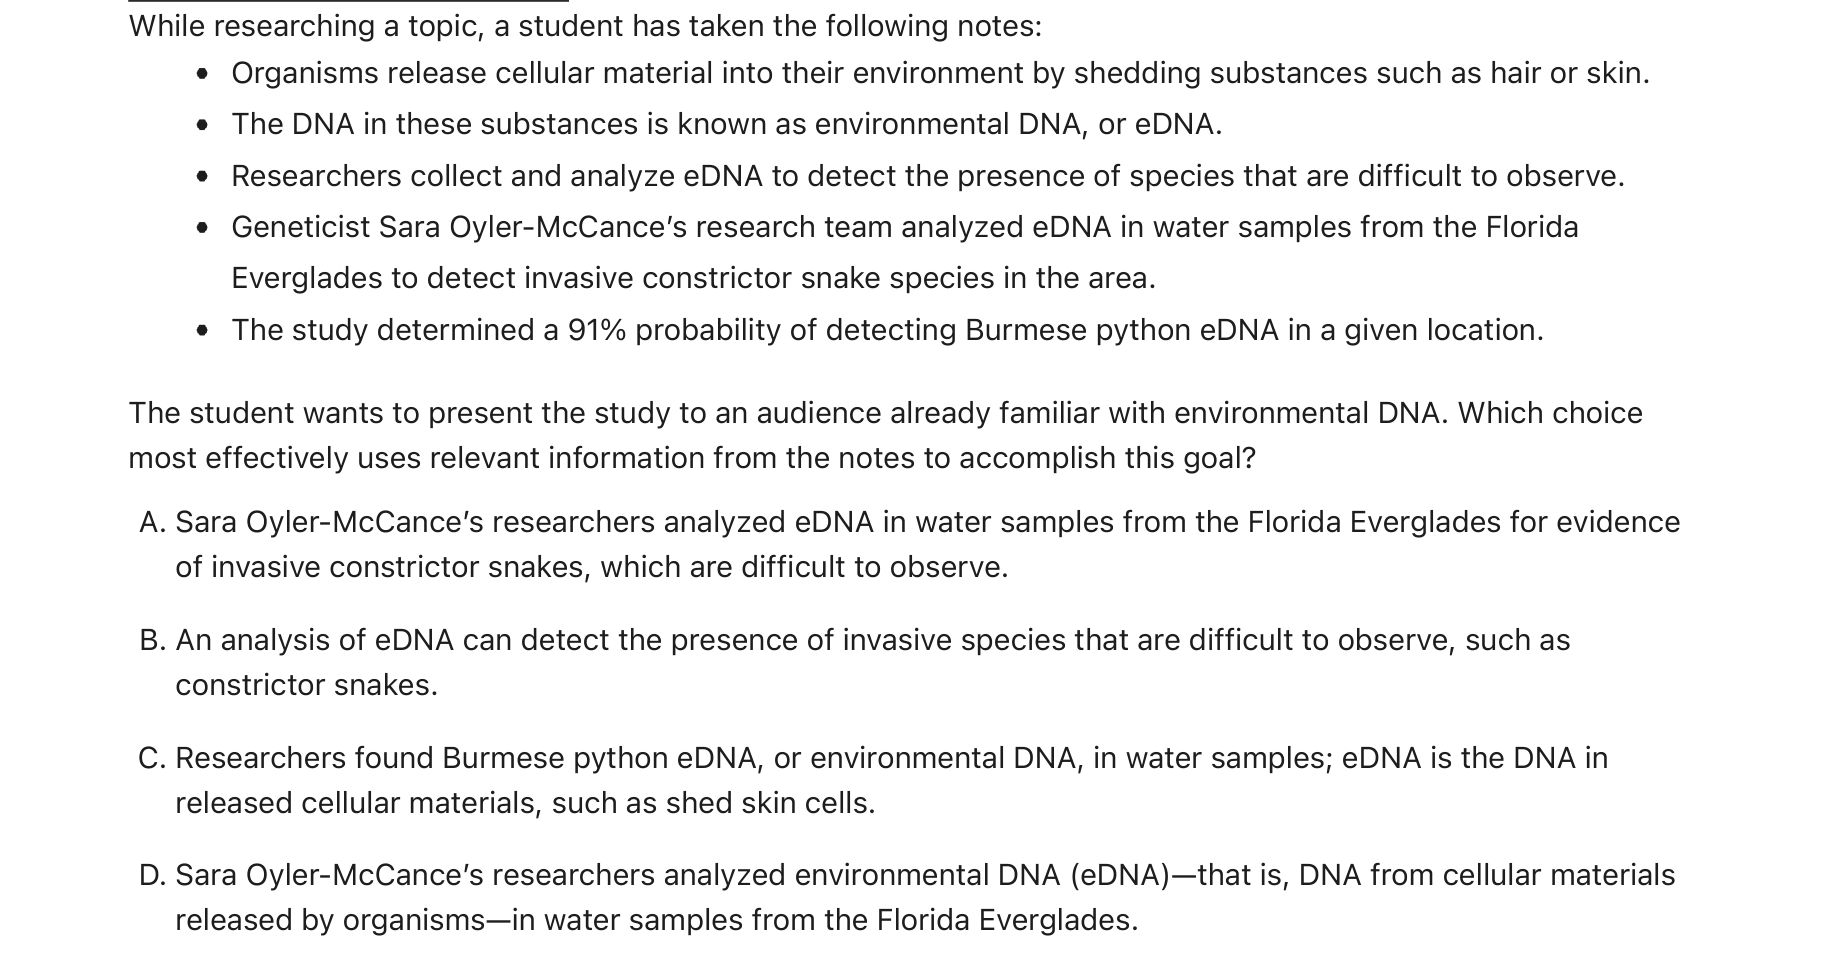 While researching a topic, a student has taken the following notes:
• Organisms release cellular material into their environment by shedding substances such as hair or skin.
• The DNA in these substances is known as environmental DNA, or eDNA.
• Researchers collect and analyze eDNA to detect the presence of species that are difficult to observe.
• Geneticist Sara Oyler-McCance’s research team analyzed eDNA in water samples from the Florida
Everglades to detect invasive constrictor snake species in the area.
• The study determined a 91% probability of detecting Burmese python eDNA in a given location.
The student wants to present the study to an audience already familiar with environmental DNA. Which choice
most effectively uses relevant information from the notes to accomplish this goal?
A. Sara Oyler-McCance’s researchers analyzed eDNA in water samples from the Florida Everglades for evidence
of invasive constrictor snakes, which are difficult to observe.
B. An analysis of eDNA can detect the presence of invasive species that are difficult to observe, such as
constrictor snakes.
C. Researchers found Burmese python eDNA, or environmental DNA, in water samples; eDNA is the DNA in
released cellular materials, such as shed skin cells.
D. Sara Oyler-McCance’s researchers analyzed environmental DNA (eDNA)—that is, DNA from cellular materials
released by organisms—in water samples from the Florida Everglades.